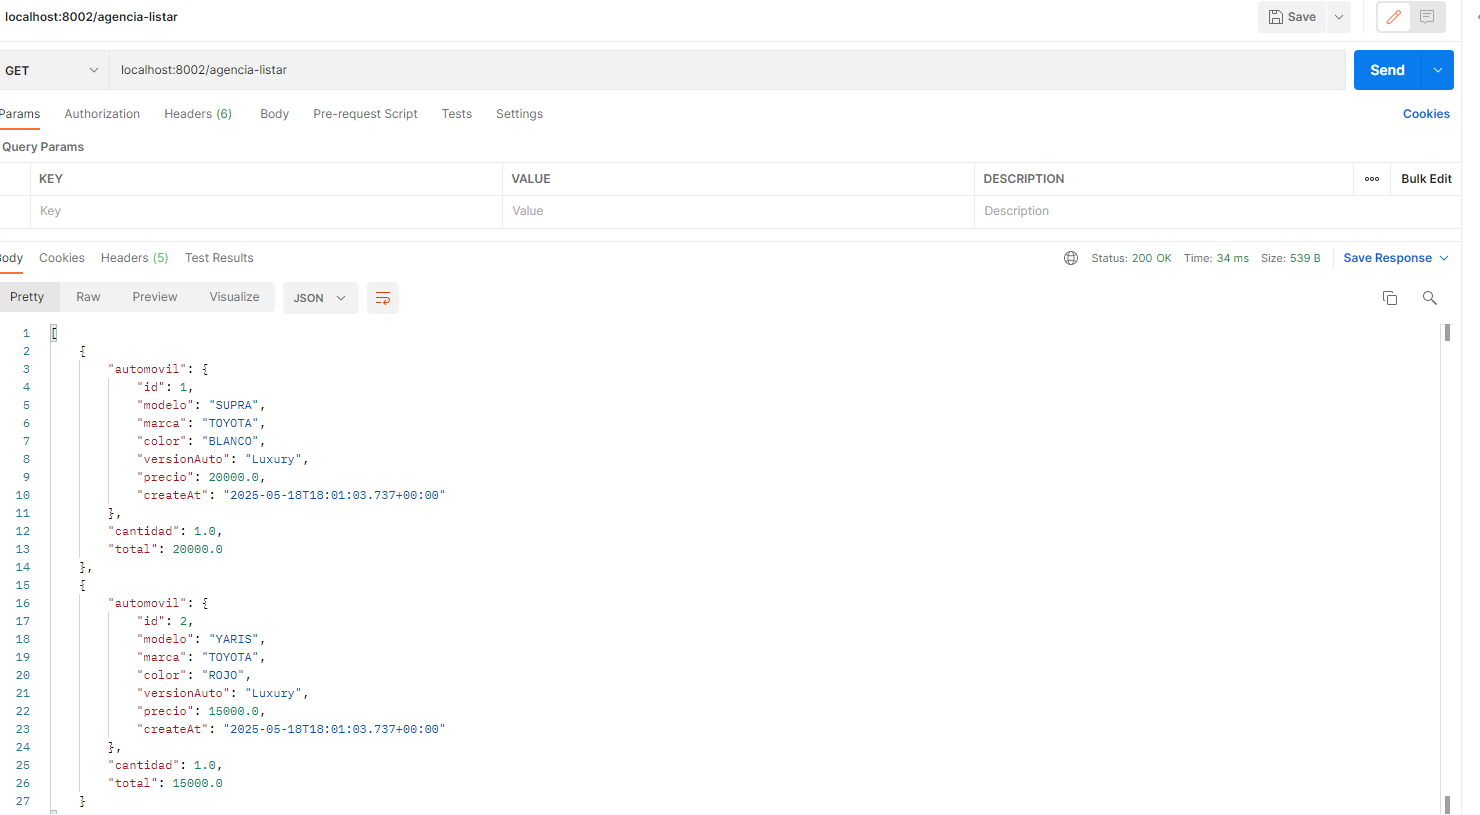 localhost:8002/agencia-listar
Save
GET
localhost:8002/agencia-listar
Send
Params Authorization Headers (6) Body Pre-request Script Tests Settings Cookies
Query Params
KEY VALUE DESCRIPTION Bulk Edit
Key Value Description
Body Cookies Headers (5) Test Results Status: 200 OK Time: 34 ms Size: 539 B Save Response
Pretty Raw Preview Visualize JSON
1 [
2 {
3 "automovil": {
4 "id": 1,
5 "modelo": "SUPRA",
6 "marca": "TOYOTA",
7 "color": "BLANCO",
8 "versionAuto": "Luxury",
9 "precio": 20000.0,
10 "createAt": "2025-05-18T18:01:03.737+00:00"
11 },
12 "cantidad": 1.0,
13 "total": 20000.0
14 },
15 {
16 "automovil": {
17 "id": 2,
18 "modelo": "YARIS",
19 "marca": "TOYOTA",
20 "color": "ROJO",
21 "versionAuto": "Luxury",
22 "precio": 15000.0,
23 "createAt": "2025-05-18T18:01:03.737+00:00"
24 },
25 "cantidad": 1.0,
26 "total": 15000.0
27 }